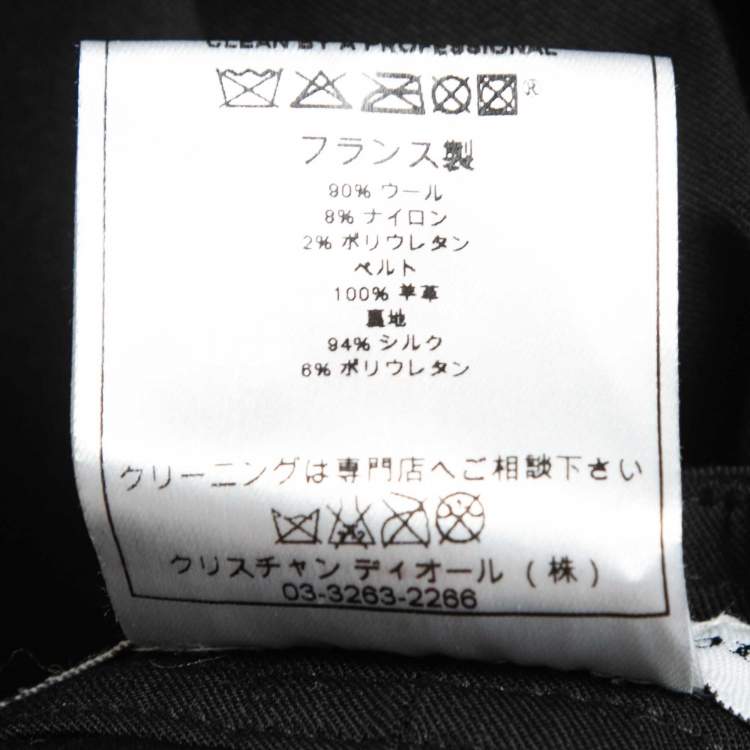 CLEAN BY A PROFESSIONAL
フランス製
90% ウール
8% ナイロン
2% ポリウレタン
ベルト
100% 羊革
裏地
94% シルク
6% ポリウレタン
クリーニングは専門店へご相談下さい
クリスチャン ディオール (株)
03-3263-2266